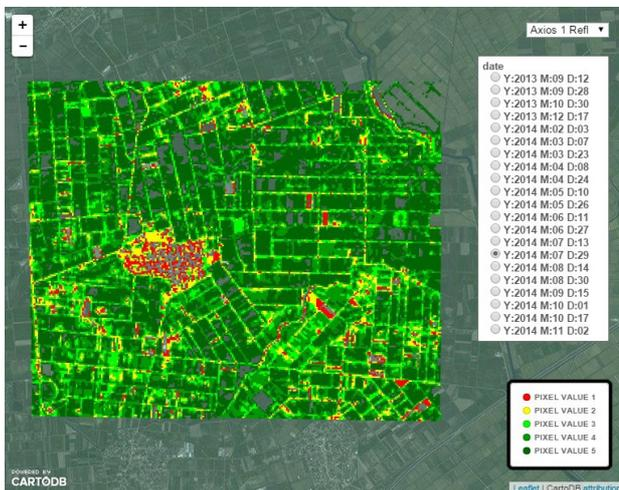 +
−
Axios 1 Refl ▼
date
Y:2013 M:09 D:12
Y:2013 M:09 D:28
Y:2013 M:10 D:30
Y:2013 M:12 D:17
Y:2014 M:02 D:03
Y:2014 M:03 D:07
Y:2014 M:03 D:23
Y:2014 M:04 D:08
Y:2014 M:04 D:24
Y:2014 M:05 D:10
Y:2014 M:05 D:26
Y:2014 M:06 D:11
Y:2014 M:06 D:27
Y:2014 M:07 D:13
Y:2014 M:07 D:29
Y:2014 M:08 D:14
Y:2014 M:08 D:30
Y:2014 M:09 D:15
Y:2014 M:10 D:01
Y:2014 M:10 D:17
Y:2014 M:11 D:02
PIXEL VALUE 1
PIXEL VALUE 2
PIXEL VALUE 3
PIXEL VALUE 4
PIXEL VALUE 5
POWERED BY
CARTODB
Leaflet | CartoDB attribution